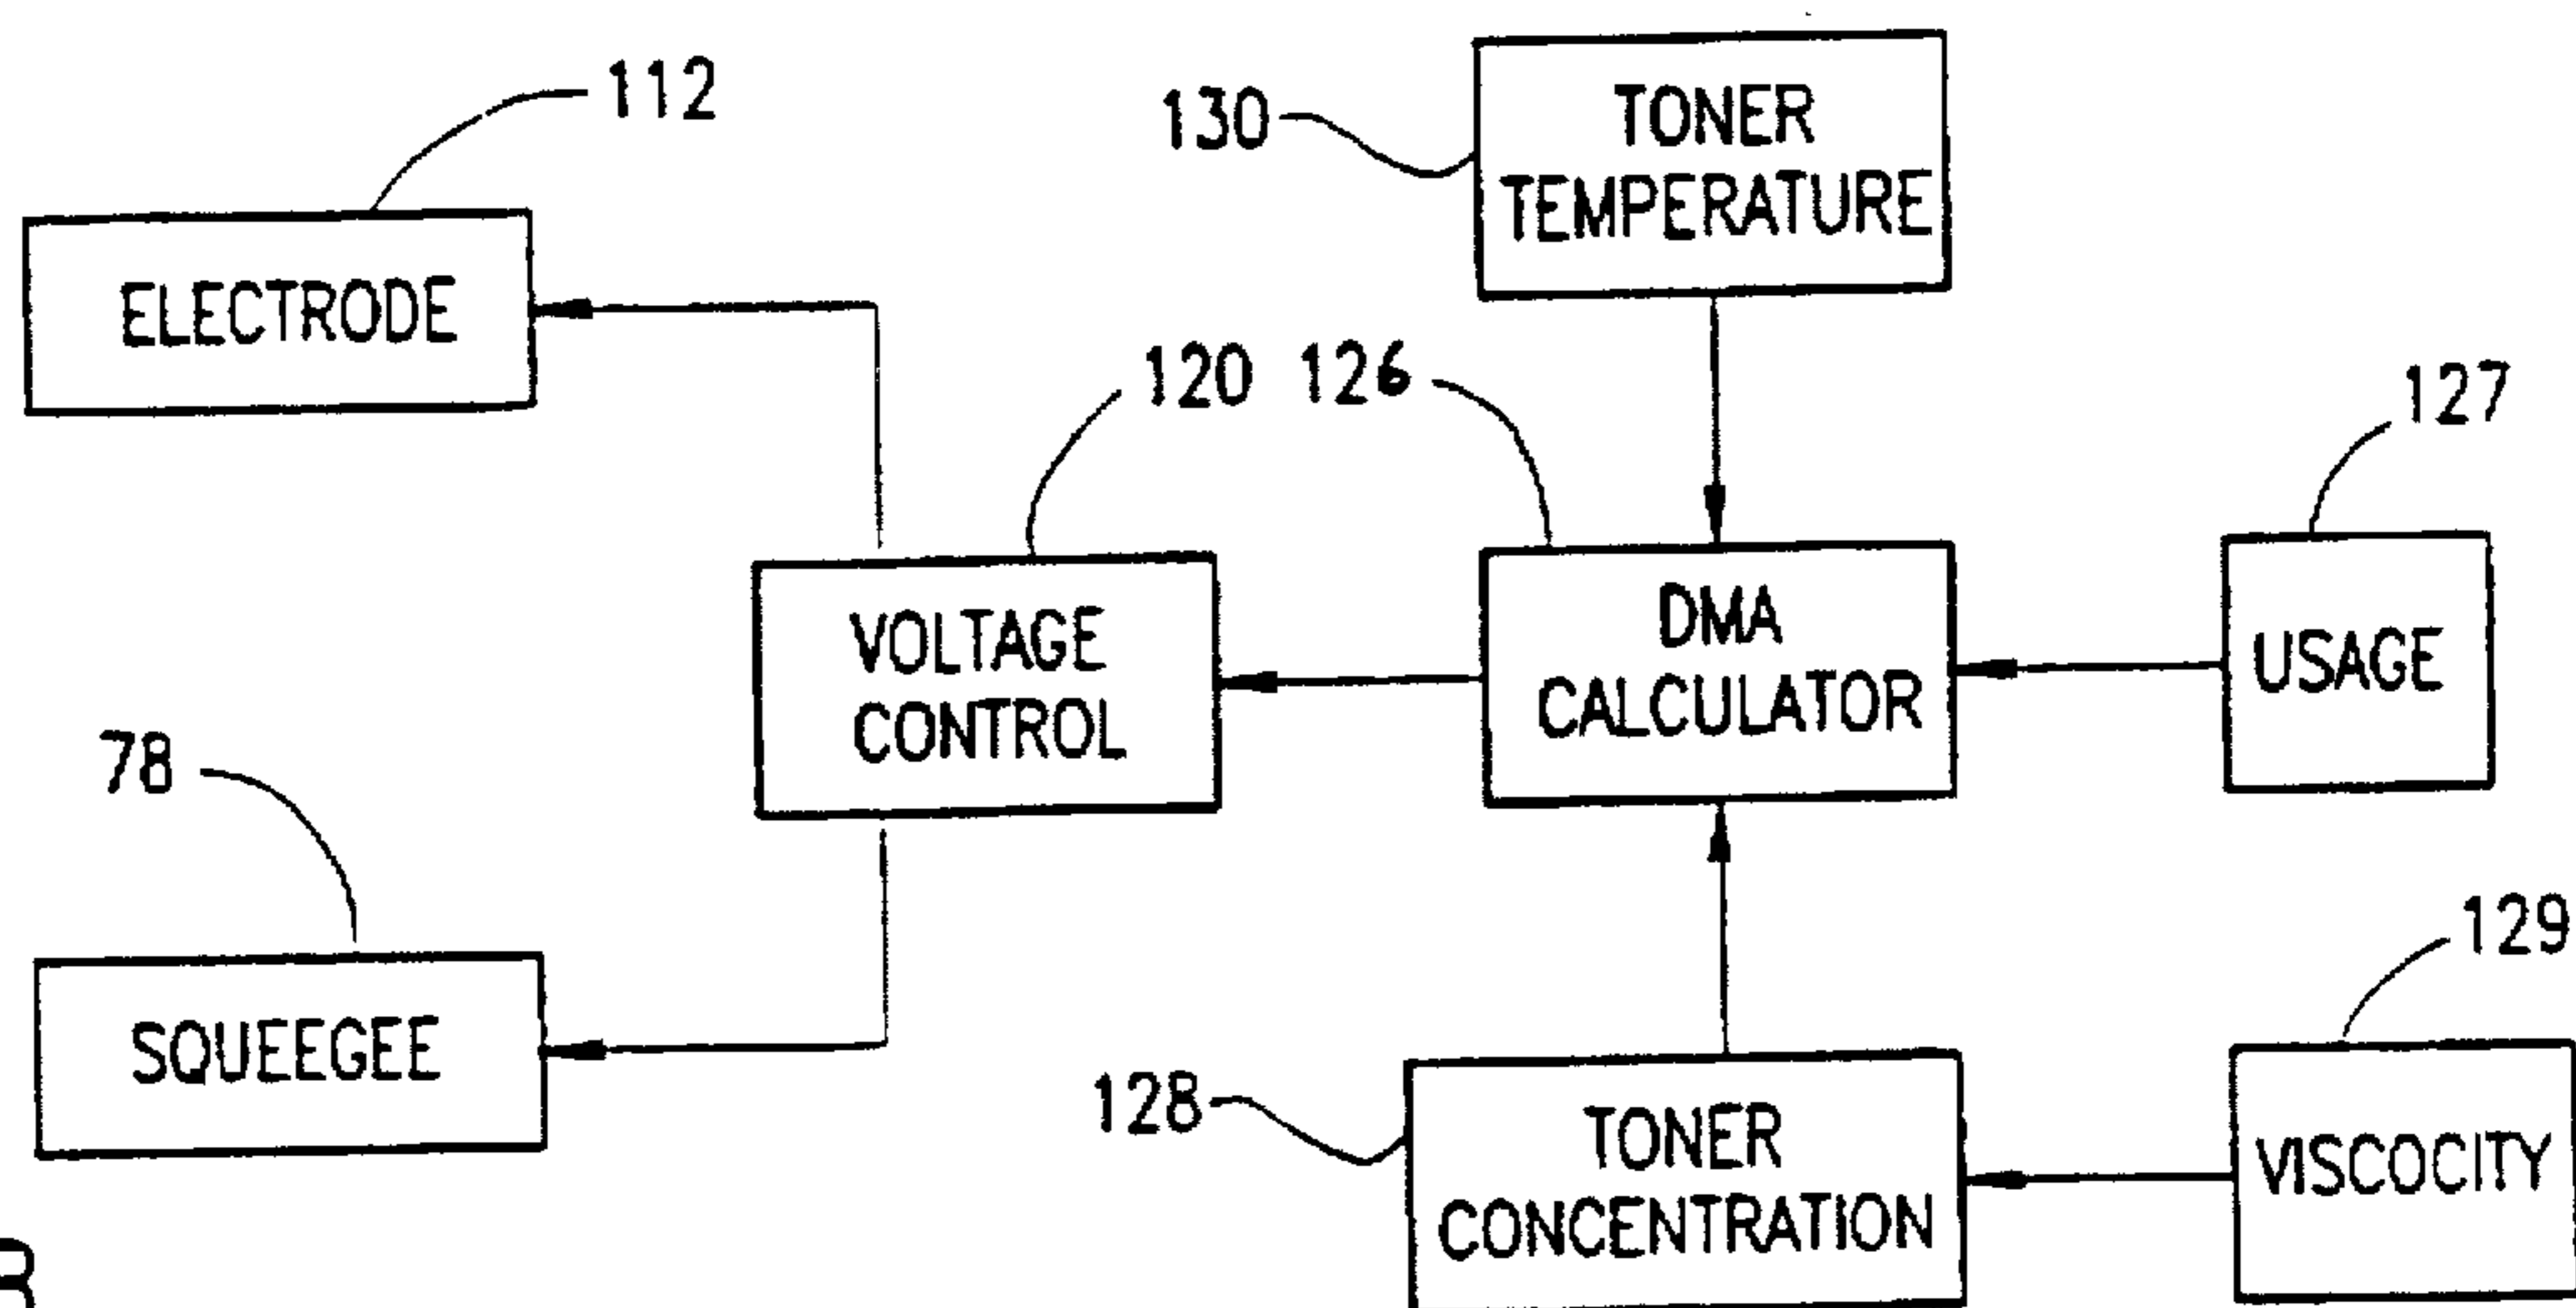 112
130
TONER
TEMPERATURE
ELECTRODE
120
126
127
VOLTAGE
CONTROL
DMA
CALCULATOR
USAGE
78
129
SQUEEGEE
128
TONER
CONCENTRATION
VISCOCITY